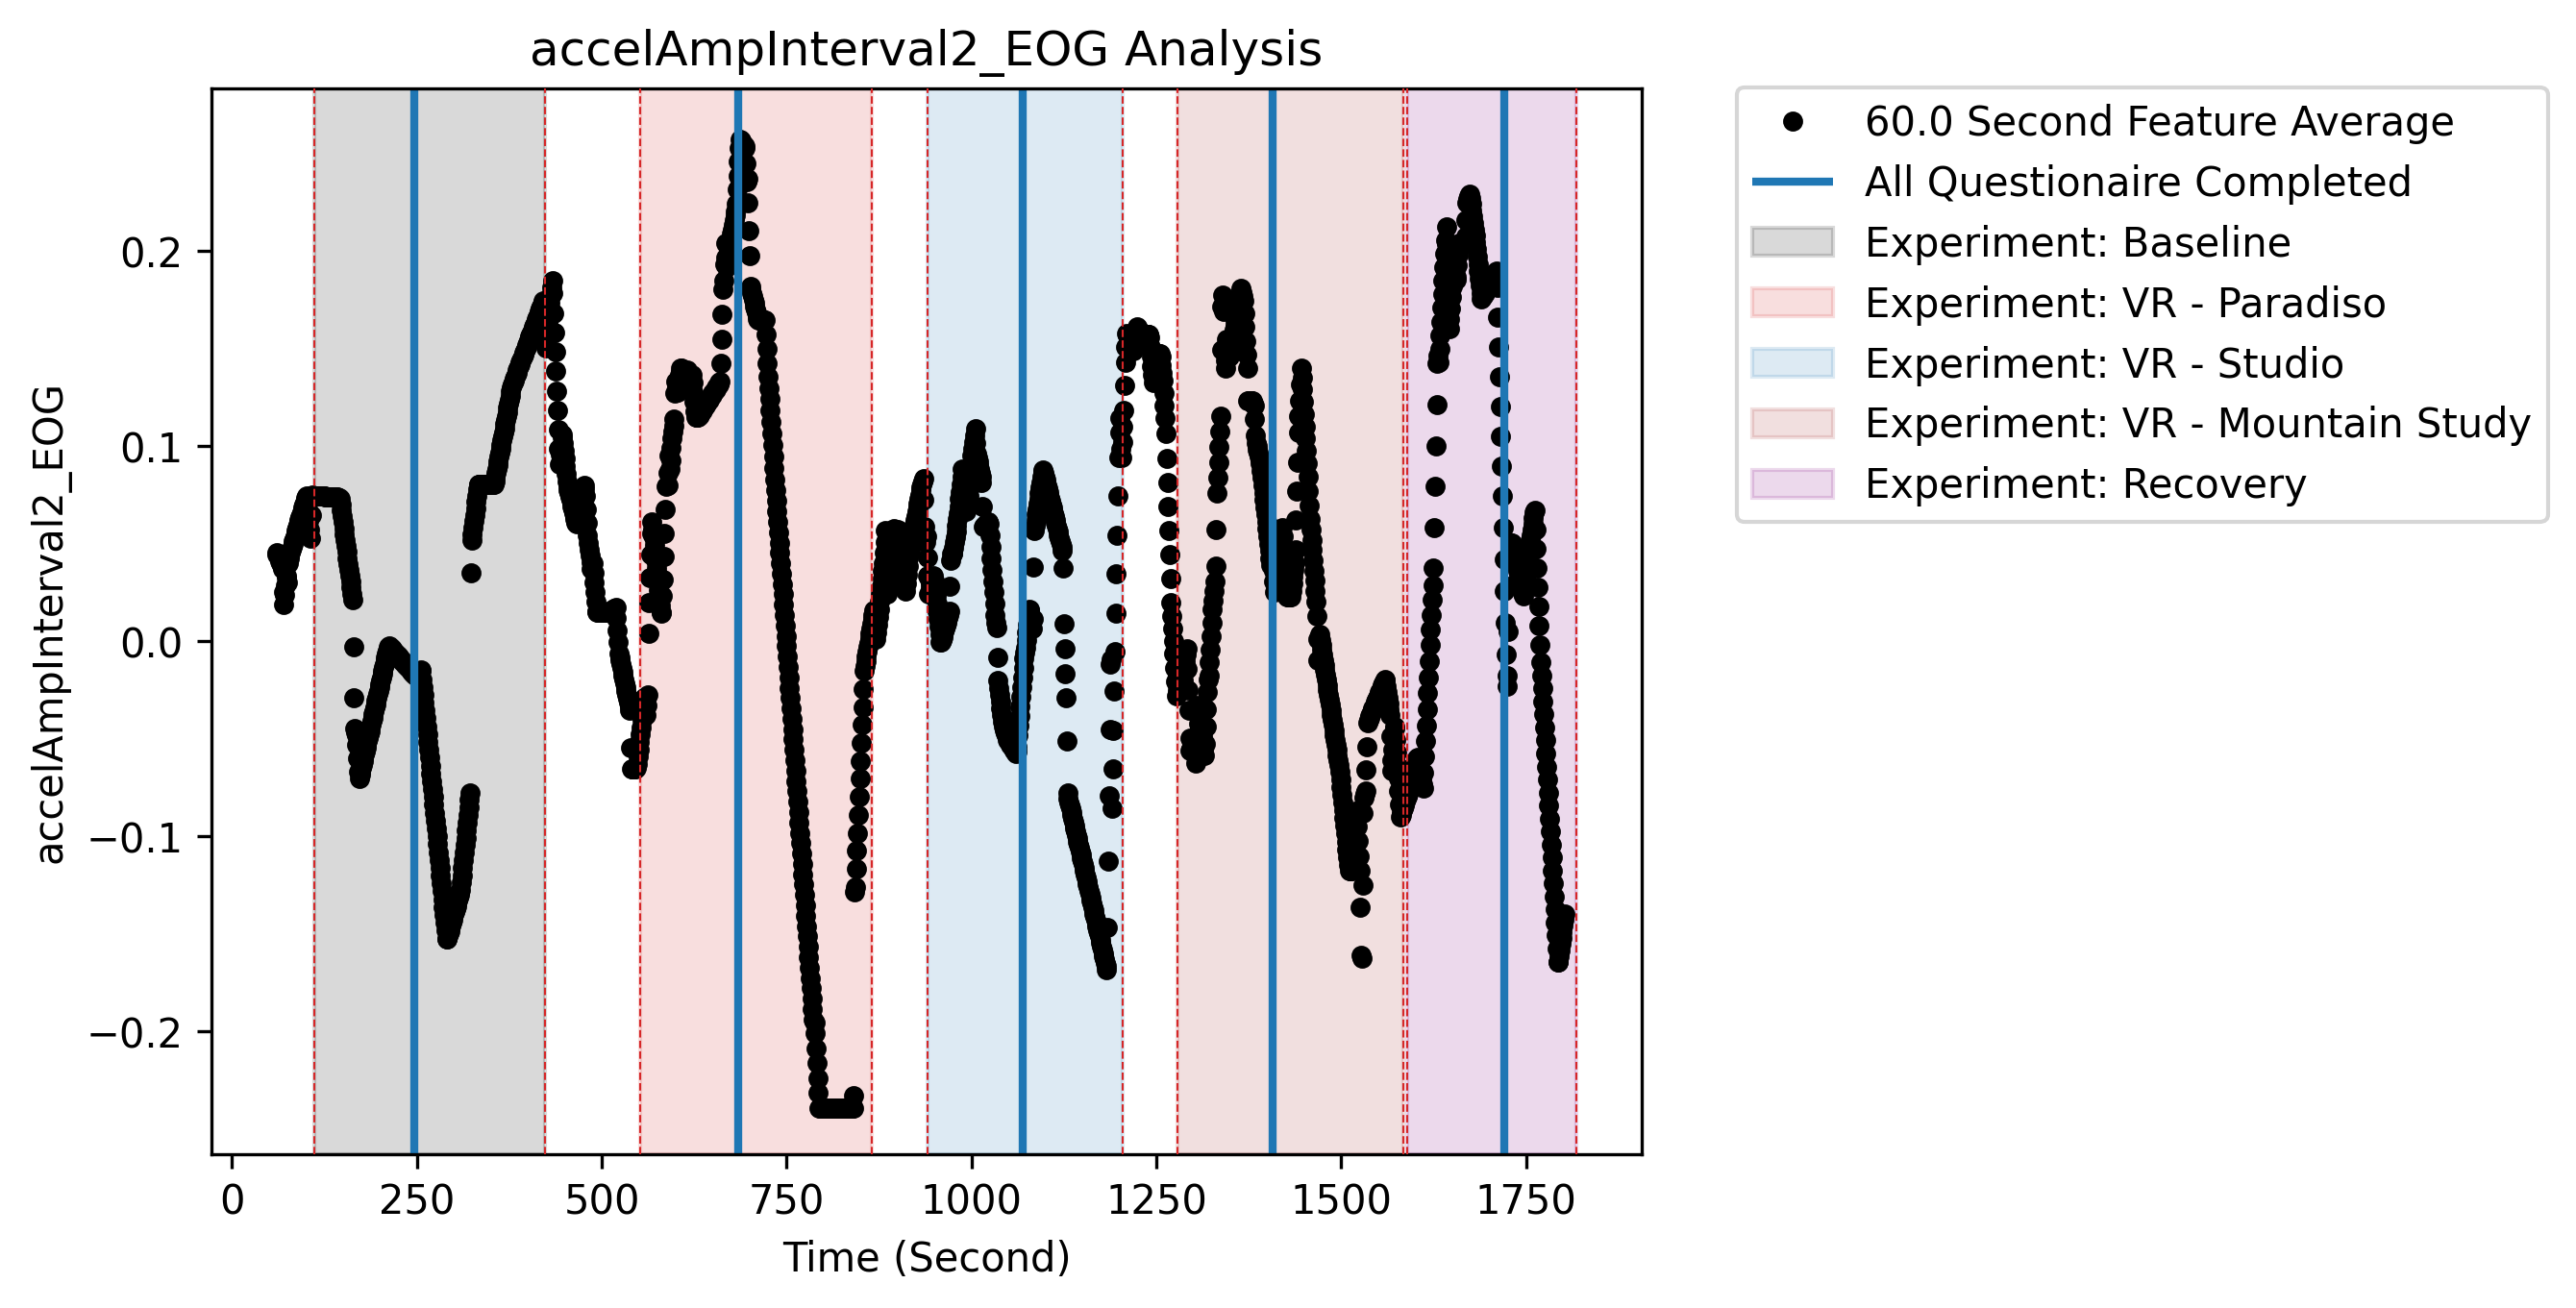 accelAmpInterval2_EOG Analysis
accelAmpInterval2_EOG
0.2
0.1
0.0
−0.1
−0.2
0
250
500
750
1000
1250
1500
1750
Time (Second)
60.0 Second Feature Average
All Questionaire Completed
Experiment: Baseline
Experiment: VR - Paradiso
Experiment: VR - Studio
Experiment: VR - Mountain Study
Experiment: Recovery